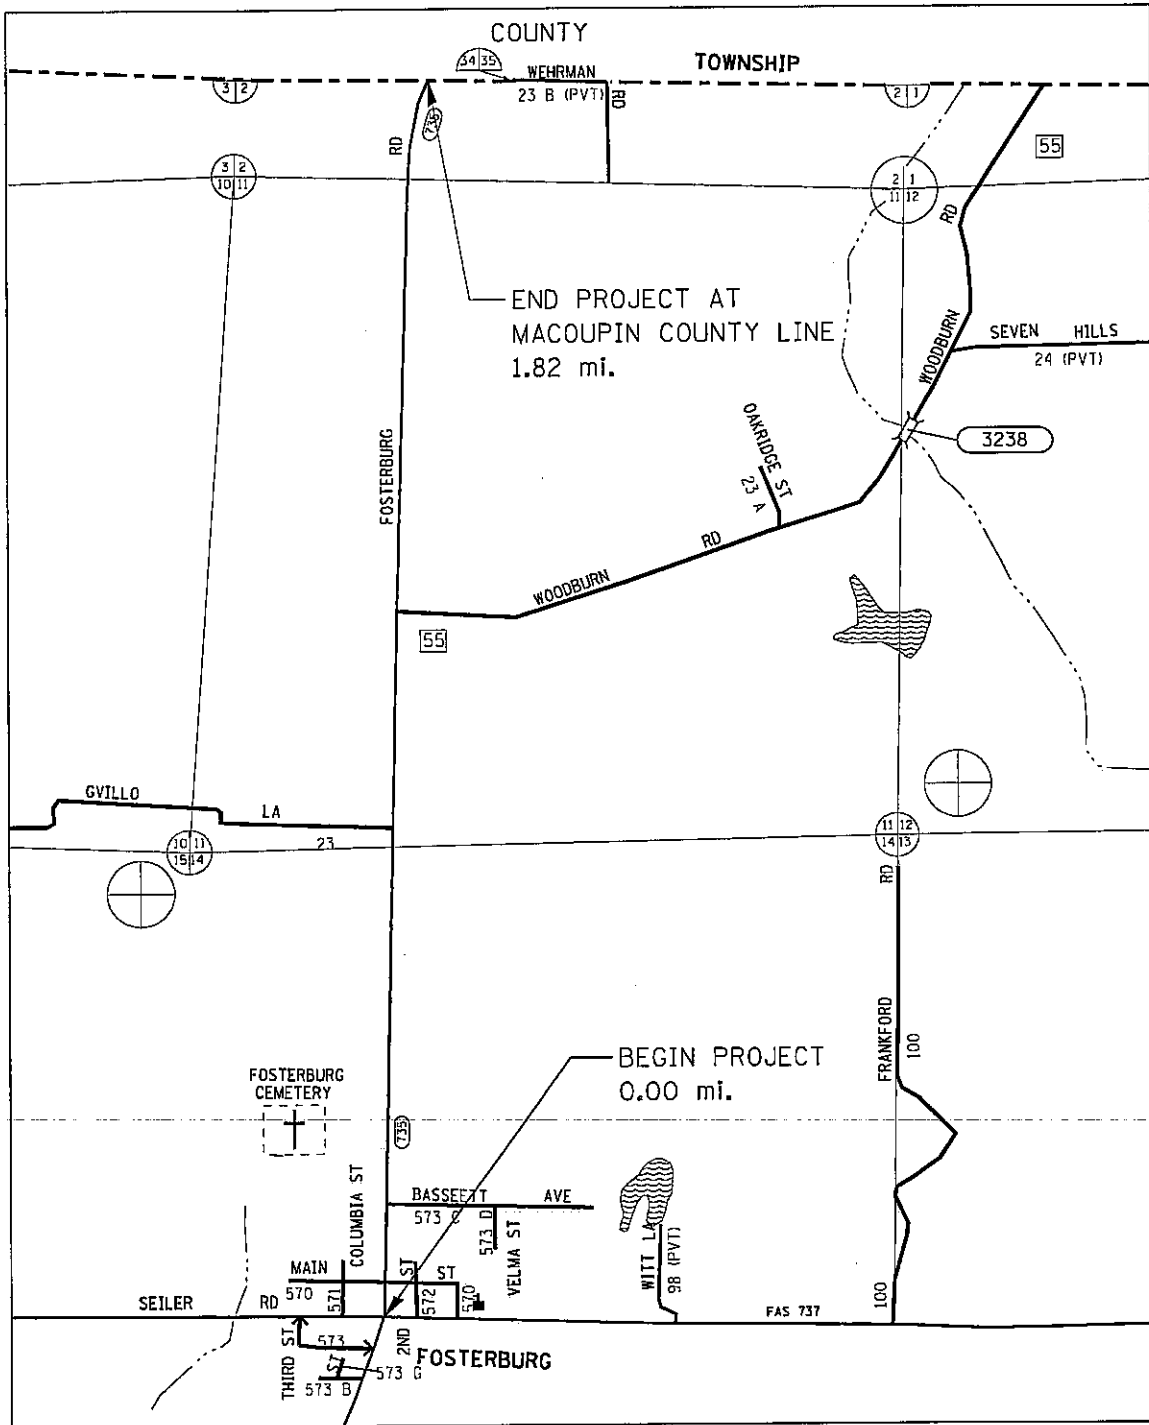 COUNTY
34 35
WEHRMAN
RD
TOWNSHIP
23 B (PVT)
3 2
2 1
735
RD
55
3 2
10 11
2 1
11 12
RD
END PROJECT AT
MACOUPIN COUNTY LINE
1.82 mi.
SEVEN HILLS
24 (PVT)
WOODBURN
3238
OAKRIDGE ST
23 A
FOSTERBURG
RD
WOODBURN
55
GVILLO LA
23
10 11
15 14
11 12
14 13
RD
FRANKFORD
100
BEGIN PROJECT
0.00 mi.
FOSTERBURG
CEMETERY
735
COLUMBIA ST
BASSETT AVE
573 C
573 D
VELMA ST
WITT LA
98 (PVT)
MAIN ST
570
571
ST
572
570
100
SEILER RD
FAS 737
THIRD ST
573
2ND
FOSTERBURG
ST
573 G
573 B